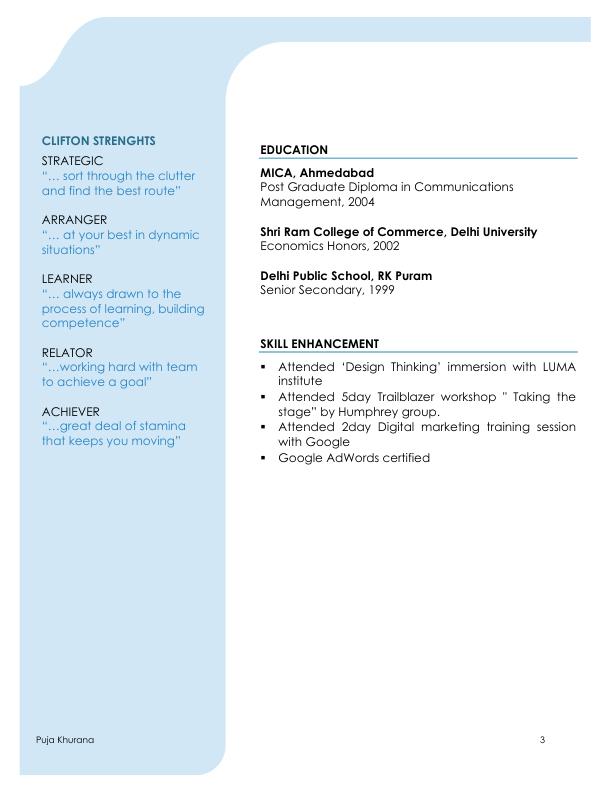 CLIFTON STRENGHTS
STRATEGIC
“… sort through the clutter
and find the best route”
ARRANGER
“… at your best in dynamic
situations”
LEARNER
“… always drawn to the
process of learning, building
competence”
RELATOR
“…working hard with team
to achieve a goal”
ACHIEVER
“…great deal of stamina
that keeps you moving”
EDUCATION
MICA, Ahmedabad
Post Graduate Diploma in Communications
Management, 2004
Shri Ram College of Commerce, Delhi University
Economics Honors, 2002
Delhi Public School, RK Puram
Senior Secondary, 1999
SKILL ENHANCEMENT
▪ Attended ‘Design Thinking’ immersion with LUMA
institute
▪ Attended 5day Trailblazer workshop " Taking the
stage” by Humphrey group.
▪ Attended 2day Digital marketing training session
with Google
▪ Google AdWords certified
Puja Khurana
3